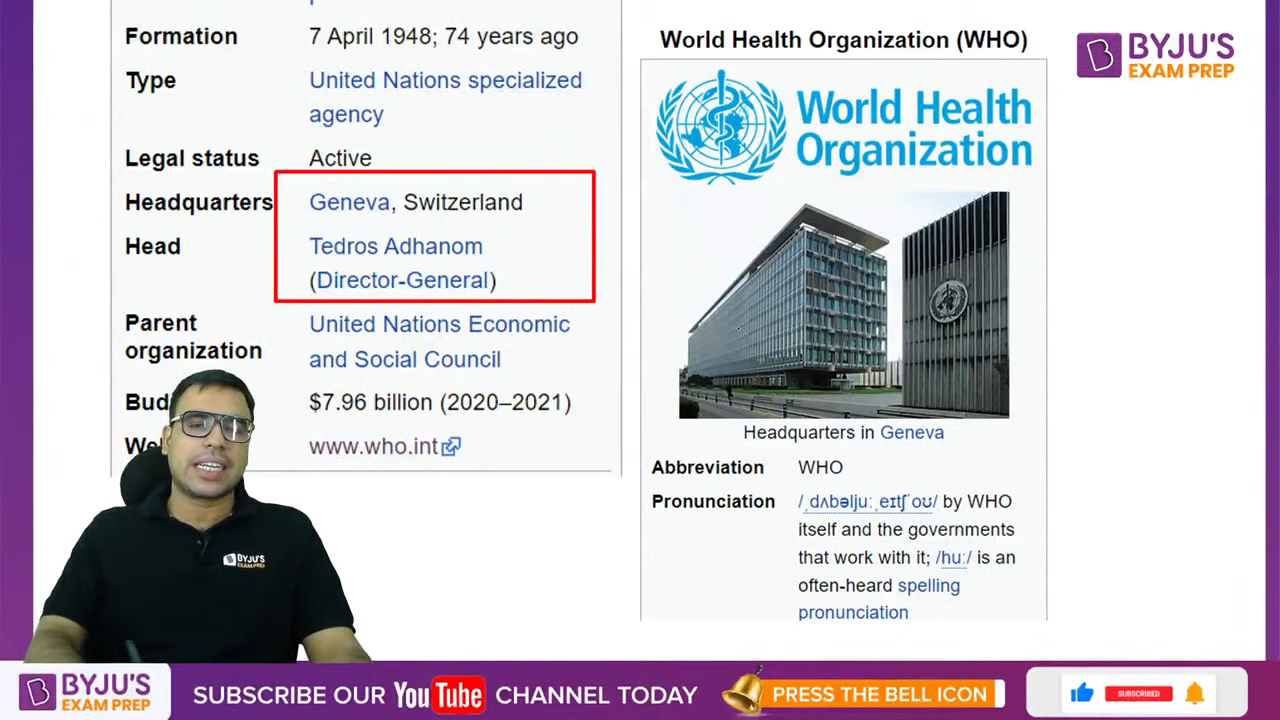 Formation 7 April 1948; 74 years ago
Type United Nations specialized
agency
Legal status Active
Headquarters Geneva, Switzerland
Head Tedros Adhanom
(Director-General)
Parent United Nations Economic
organization and Social Council
Bud $7.96 billion (2020–2021)
We www.who.int
World Health Organization (WHO)
World Health
Organization
Headquarters in Geneva
Abbreviation WHO
Pronunciation /ˌdʌbəljuːˌeɪtʃˈoʊ/ by WHO
itself and the governments
that work with it; /huː/ is an
often-heard spelling
pronunciation
BYJU'S
EXAM PREP
BYJU'S
EXAM PREP
BYJU'S
EXAM PREP
SUBSCRIBE OUR YouTube CHANNEL TODAY
PRESS THE BELL ICON
SUBSCRIBED